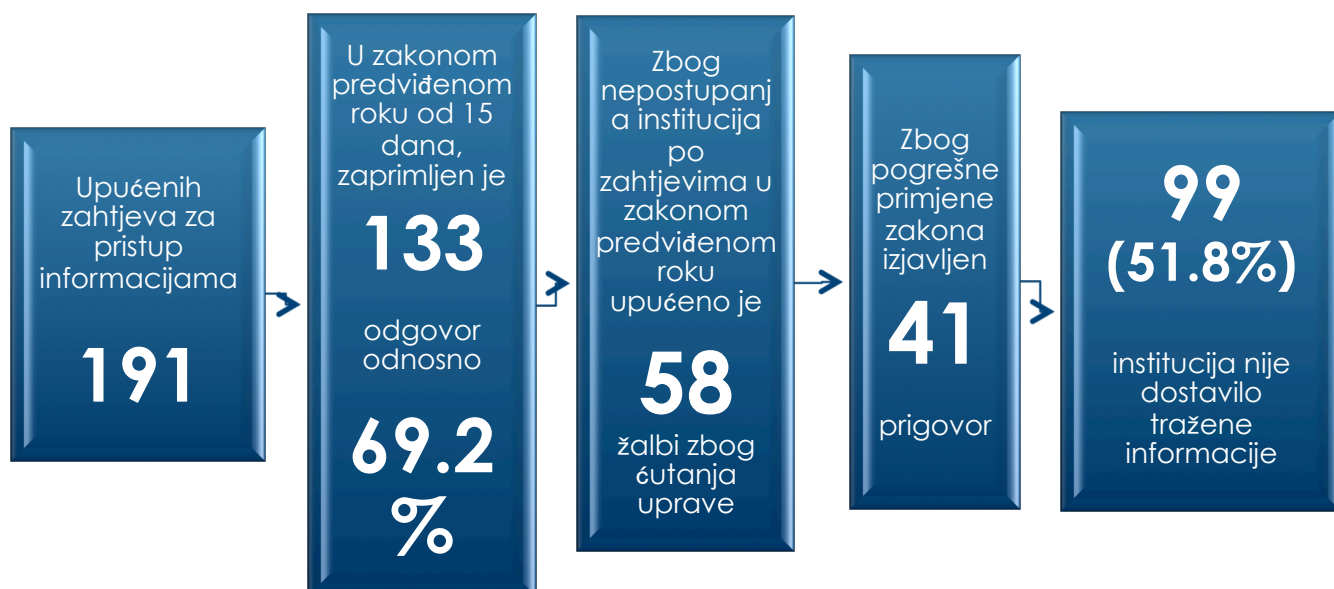 Upućenih
zahtjeva za
pristup
informacijama
191
U zakonom
predviđenom
roku od 15
dana,
zaprimljen je
133
odgovor
odnosno
69.2
%
Zbog
nepostupanj
a institucija
po
zahtjevima u
zakonom
predviđenom
roku
upućeno je
58
žalbi zbog
ćutanja
uprave
Zbog
pogrešne
primjene
zakona
izjavljen
41
prigovor
99
(51.8%)
institucija nije
dostavilo
tražene
informacije